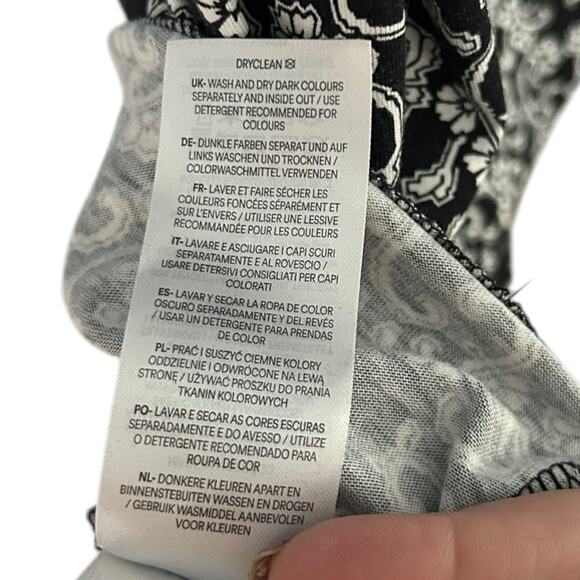 DRYCLEAN
UK- WASH AND DRY DARK COLOURS
SEPARATELY AND INSIDE OUT / USE
DETERGENT RECOMMENDED FOR
COLOURS
DE- DUNKLE FARBEN SEPARAT UND AUF
LINKS WASCHEN UND TROCKNEN /
COLORWASCHMITTEL VERWENDEN
FR- LAVER ET FAIRE SÉCHER LES
COULEURS FONCÉES SÉPARÉMENT ET
SUR L'ENVERS / UTILISER UNE LESSIVE
RECOMMANDÉE POUR LES COULEURS
IT- LAVARE E ASCIUGARE I CAPI SCURI
SEPARATAMENTE E AL ROVESCIO /
USARE DETERSIVI CONSIGLIATI PER CAPI
COLORATI
ES- LAVAR Y SECAR LA ROPA DE COLOR
OSCURO SEPARADAMENTE Y DEL REVÉS
/ USAR UN DETERGENTE PARA PRENDAS
DE COLOR
PL- PRAĆ I SUSZYĆ CIEMNE KOLORY
ODDZIELNIE I ODWRÓCONE NA LEWĄ
STRONĘ / UŻYWAĆ PROSZKU DO PRANIA
TKANIN KOLOROWYCH
PO- LAVAR E SECAR AS CORES ESCURAS
SEPARADAMENTE E DO AVESSO / UTILIZE
O DETERGENTE RECOMENDADO PARA
ROUPA DE COR
NL- DONKERE KLEUREN APART EN
BINNENSTEBUITEN WASSEN EN DROGEN
/ GEBRUIK WASMIDDEL AANBEVOLEN
VOOR KLEUREN